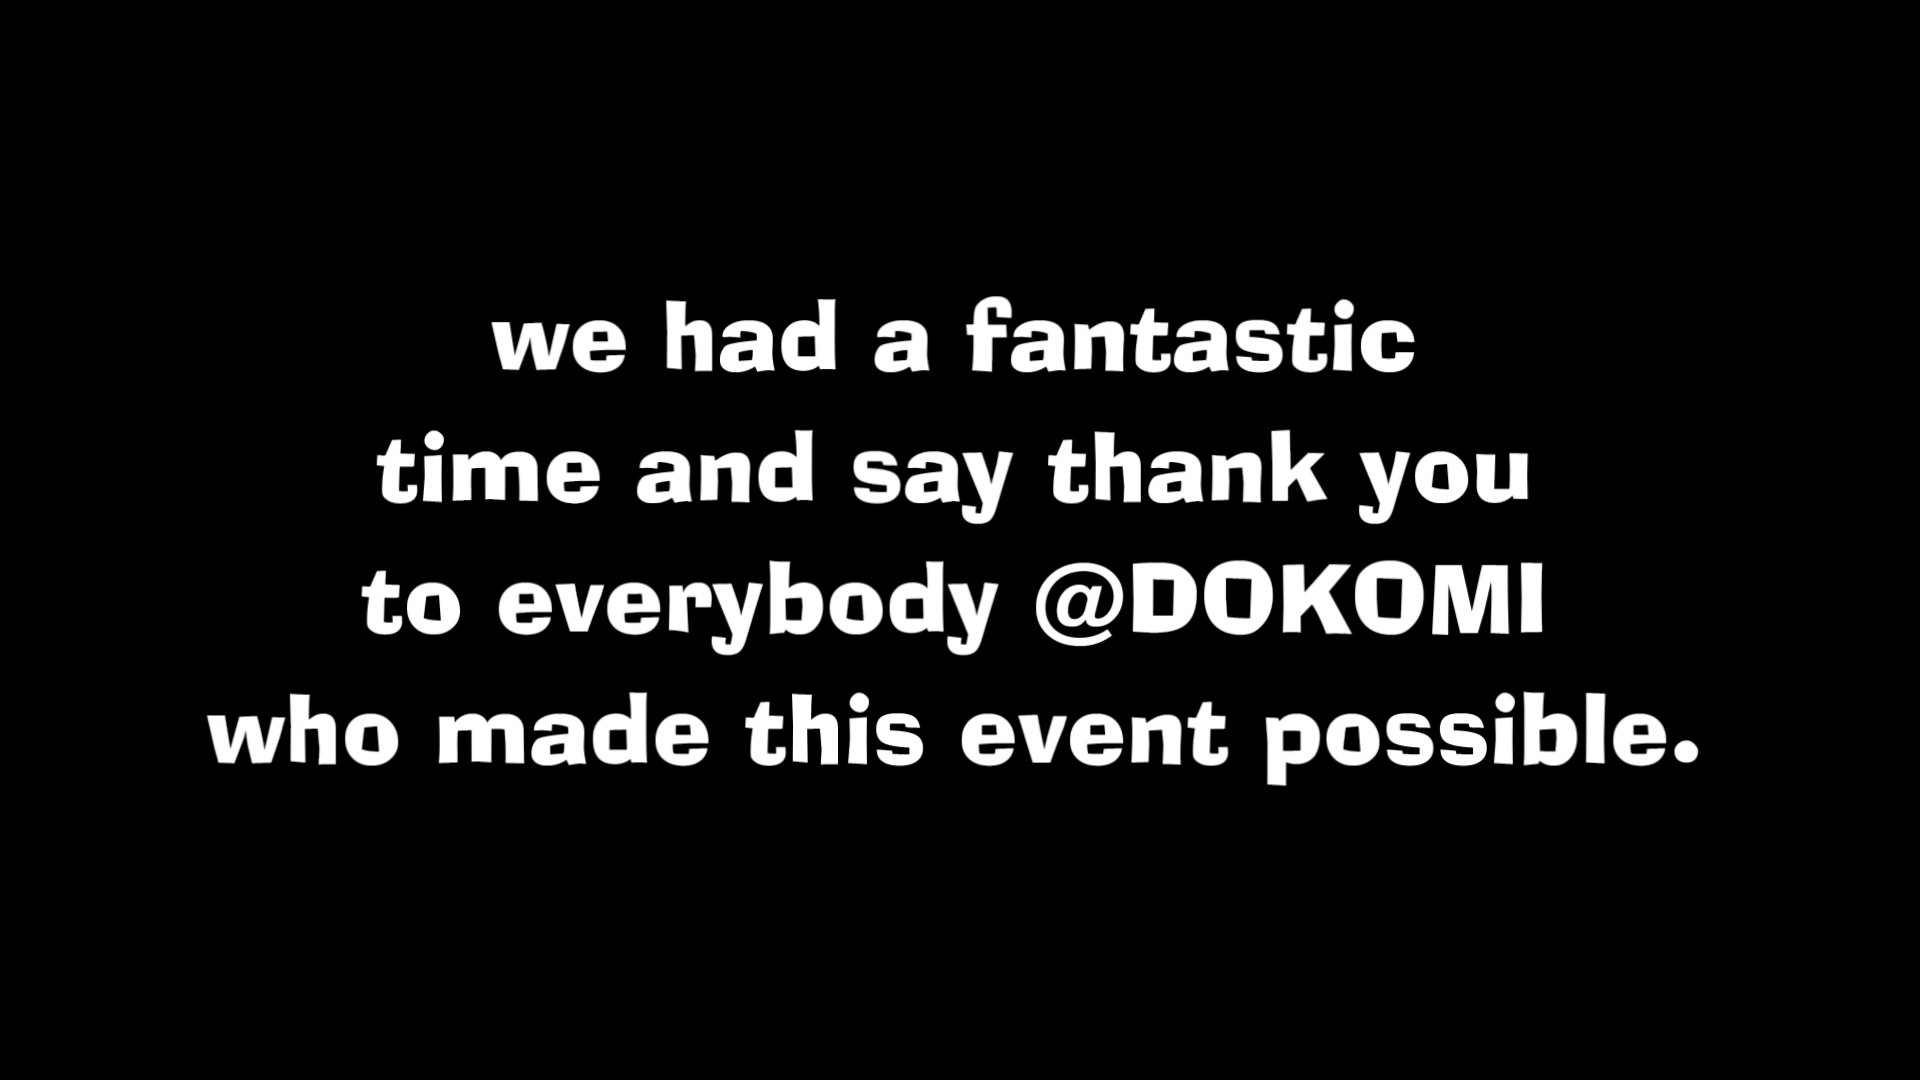 we had a fantastic
time and say thank you
to everybody @DOKOMI
who made this event possible.